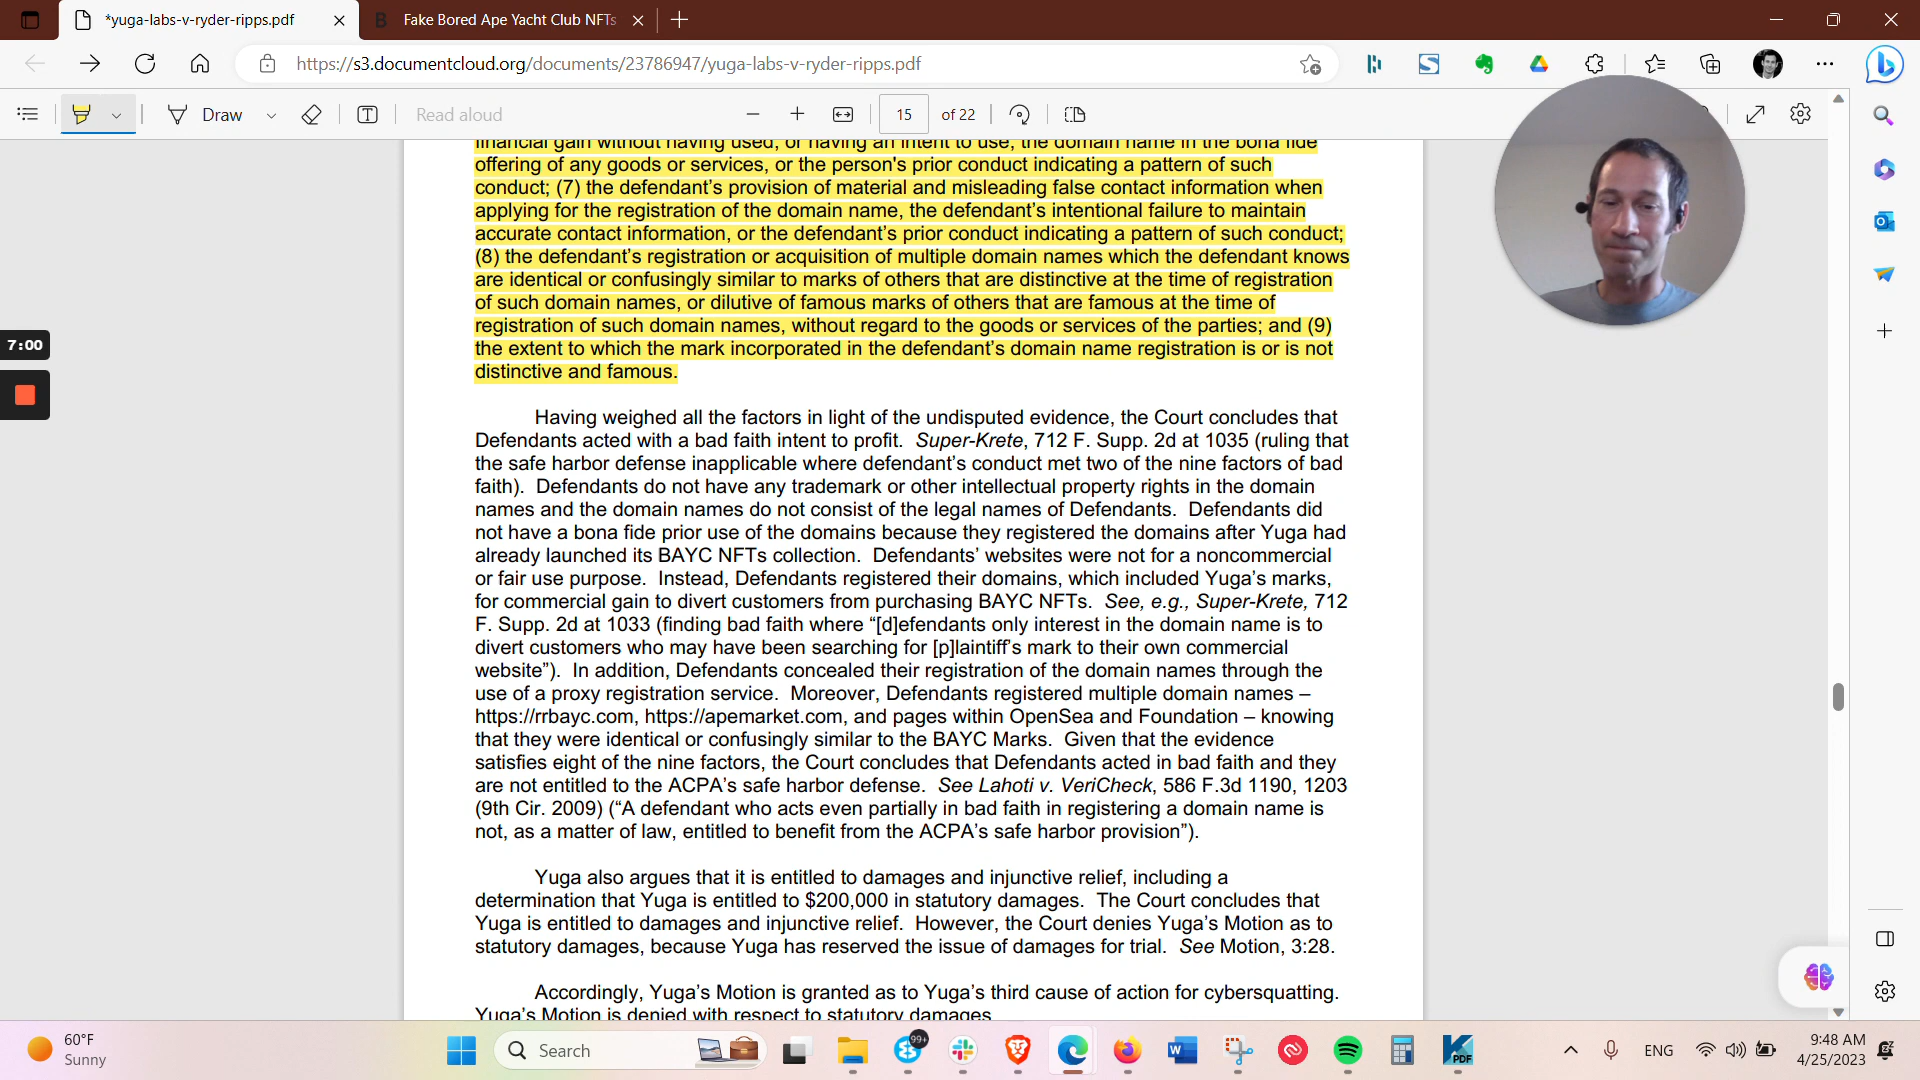 *yuga-labs-v-ryder-ripps.pdf
Fake Bored Ape Yacht Club NFTs
https://s3.documentcloud.org/documents/23786947/yuga-labs-v-ryder-ripps.pdf
Draw
Read aloud
15
of 22
financial gain without having used, or having an intent to use, the domain name in the bona fide
offering of any goods or services, or the person's prior conduct indicating a pattern of such
conduct; (7) the defendant’s provision of material and misleading false contact information when
applying for the registration of the domain name, the defendant’s intentional failure to maintain
accurate contact information, or the defendant’s prior conduct indicating a pattern of such conduct;
(8) the defendant’s registration or acquisition of multiple domain names which the defendant knows
are identical or confusingly similar to marks of others that are distinctive at the time of registration
of such domain names, or dilutive of famous marks of others that are famous at the time of
registration of such domain names, without regard to the goods or services of the parties; and (9)
the extent to which the mark incorporated in the defendant’s domain name registration is or is not
distinctive and famous.
7:00
Having weighed all the factors in light of the undisputed evidence, the Court concludes that
Defendants acted with a bad faith intent to profit. Super-Krete, 712 F. Supp. 2d at 1035 (ruling that
the safe harbor defense inapplicable where defendant’s conduct met two of the nine factors of bad
faith). Defendants do not have any trademark or other intellectual property rights in the domain
names and the domain names do not consist of the legal names of Defendants. Defendants did
not have a bona fide prior use of the domains because they registered the domains after Yuga had
already launched its BAYC NFTs collection. Defendants’ websites were not for a noncommercial
or fair use purpose. Instead, Defendants registered their domains, which included Yuga’s marks,
for commercial gain to divert customers from purchasing BAYC NFTs. See, e.g., Super-Krete, 712
F. Supp. 2d at 1033 (finding bad faith where “[d]efendants only interest in the domain name is to
divert customers who may have been searching for [p]laintiff’s mark to their own commercial
website”). In addition, Defendants concealed their registration of the domain names through the
use of a proxy registration service. Moreover, Defendants registered multiple domain names –
https://rrbayc.com, https://apemarket.com, and pages within OpenSea and Foundation – knowing
that they were identical or confusingly similar to the BAYC Marks. Given that the evidence
satisfies eight of the nine factors, the Court concludes that Defendants acted in bad faith and they
are not entitled to the ACPA’s safe harbor defense. See Lahoti v. VeriCheck, 586 F.3d 1190, 1203
(9th Cir. 2009) (“A defendant who acts even partially in bad faith in registering a domain name is
not, as a matter of law, entitled to benefit from the ACPA’s safe harbor provision”).
Yuga also argues that it is entitled to damages and injunctive relief, including a
determination that Yuga is entitled to $200,000 in statutory damages. The Court concludes that
Yuga is entitled to damages and injunctive relief. However, the Court denies Yuga’s Motion as to
statutory damages, because Yuga has reserved the issue of damages for trial. See Motion, 3:28.
Accordingly, Yuga’s Motion is granted as to Yuga’s third cause of action for cybersquatting.
Yuga’s Motion is denied with respect to statutory damages
60°F
Sunny
Search
99+
ENG
9:48 AM
4/25/2023